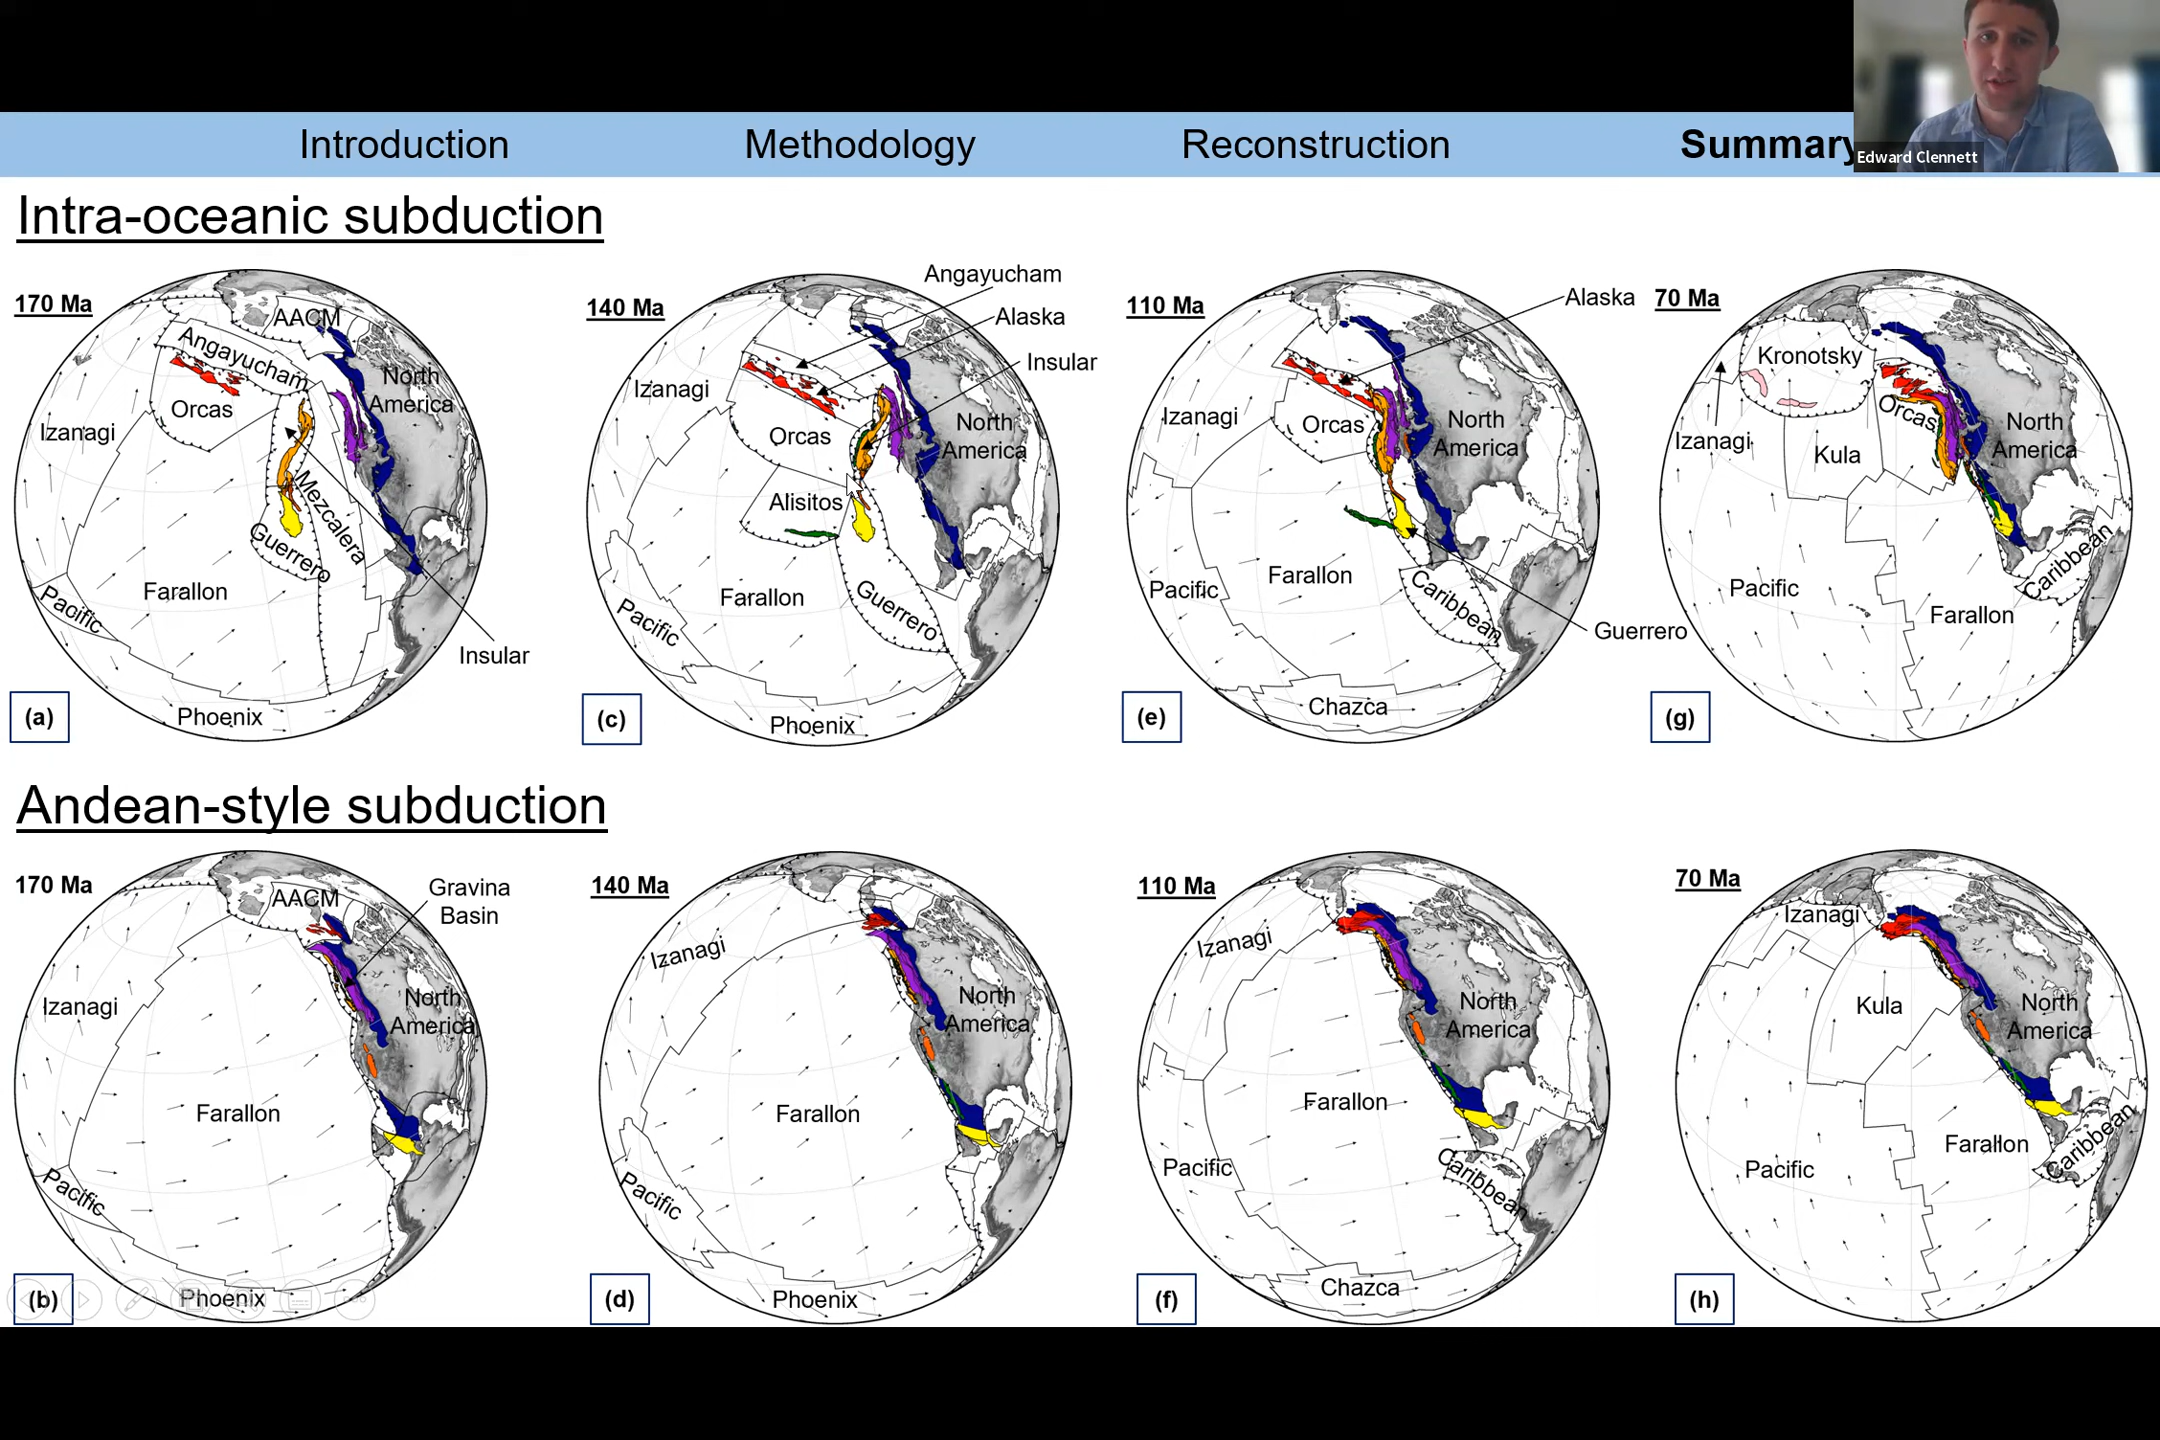 Introduction
Methodology
Reconstruction
Summary
Edward Clennett
Intra-oceanic subduction
170 Ma
AACM
Angayucham
North
America
Orcas
Izanagi
Mezcalera
Guerrero
Farallon
Pacific
Insular
Phoenix
(a)
140 Ma
Angayucham
Alaska
Insular
Izanagi
Orcas
North
America
Alisitos
Farallon
Guerrero
Pacific
Phoenix
(c)
110 Ma
Alaska
Izanagi
Orcas
North
America
Farallon
Pacific
Caribbean
Guerrero
Chazca
(e)
70 Ma
Kronotsky
Orcas
Izanagi
Kula
North
America
Pacific
Farallon
Caribbean
(g)
Andean-style subduction
170 Ma
AACM
Gravina
Basin
Izanagi
North
America
Farallon
Pacific
Phoenix
(b)
140 Ma
Izanagi
North
America
Farallon
Pacific
Phoenix
(d)
110 Ma
Izanagi
North
America
Farallon
Pacific
Caribbean
Chazca
(f)
70 Ma
Izanagi
Kula
North
America
Farallon
Pacific
Caribbean
(h)